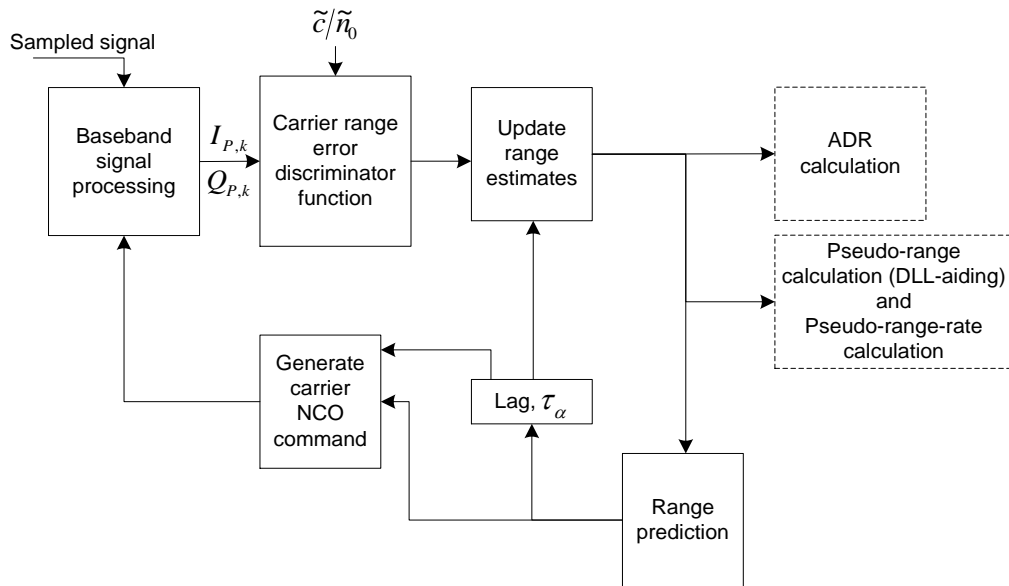 Sampled signal
c̃/ñ₀
Baseband
signal
processing
I_{P,k}
Q_{P,k}
Carrier range
error
discriminator
function
Update
range
estimates
ADR
calculation
Pseudo-range
calculation (DLL-aiding)
and
Pseudo-range-rate
calculation
Generate
carrier
NCO
command
Lag, τ_α
Range
prediction